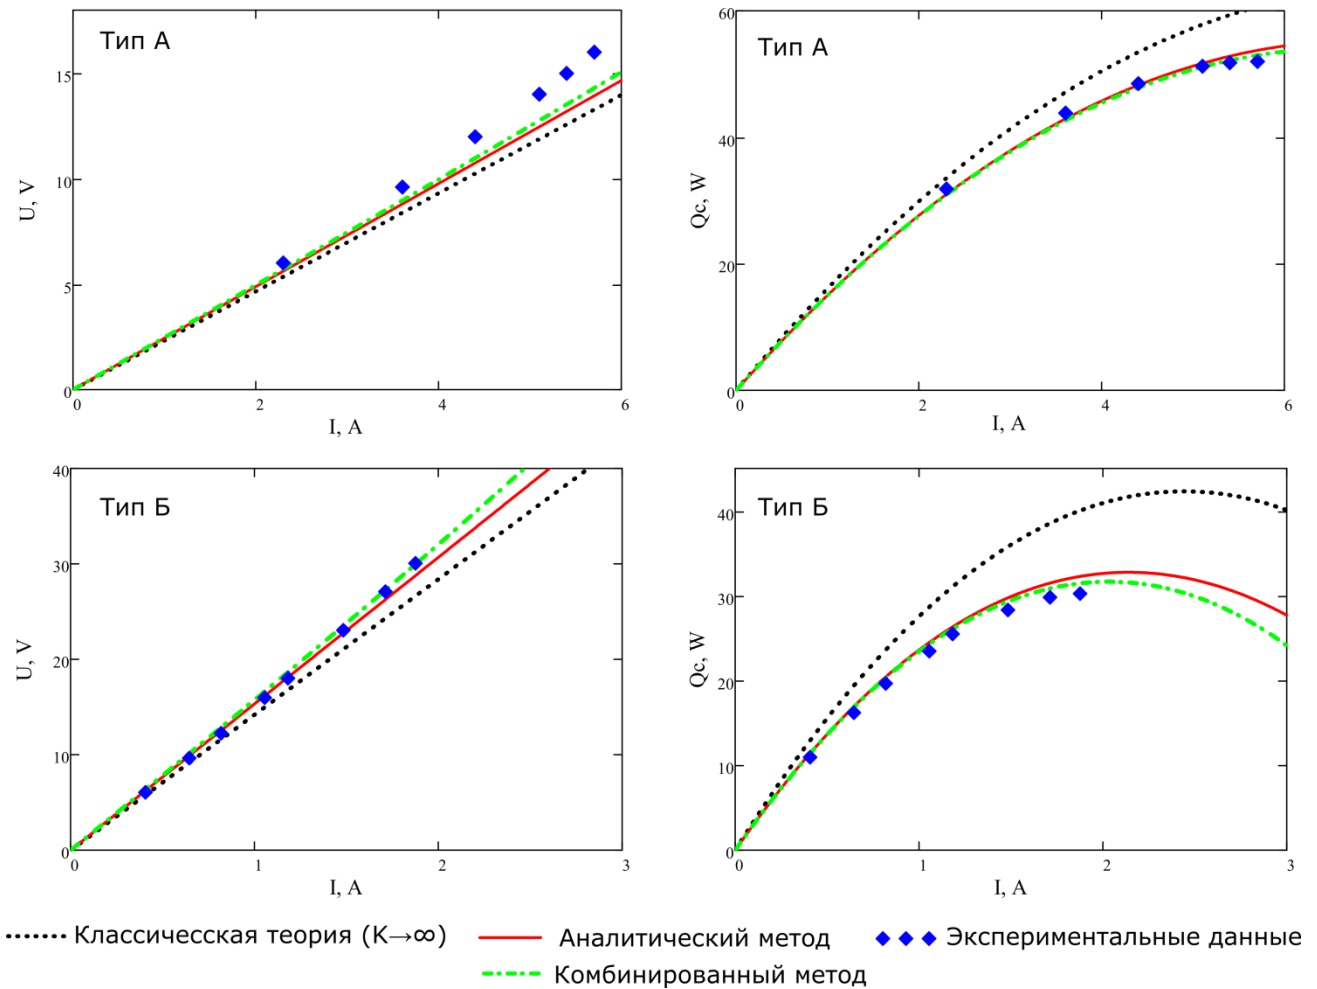 Тип А
15
10
5
0
U, V
0 2 4 6
I, A
Тип А
60
40
20
0
Qc, W
0 2 4 6
I, A
Тип Б
40
30
20
10
0
U, V
0 1 2 3
I, A
Тип Б
40
30
20
10
0
Qc, W
0 1 2 3
I, A
Классичесская теория (K→∞)
Аналитический метод
Экспериментальные данные
Комбинированный метод